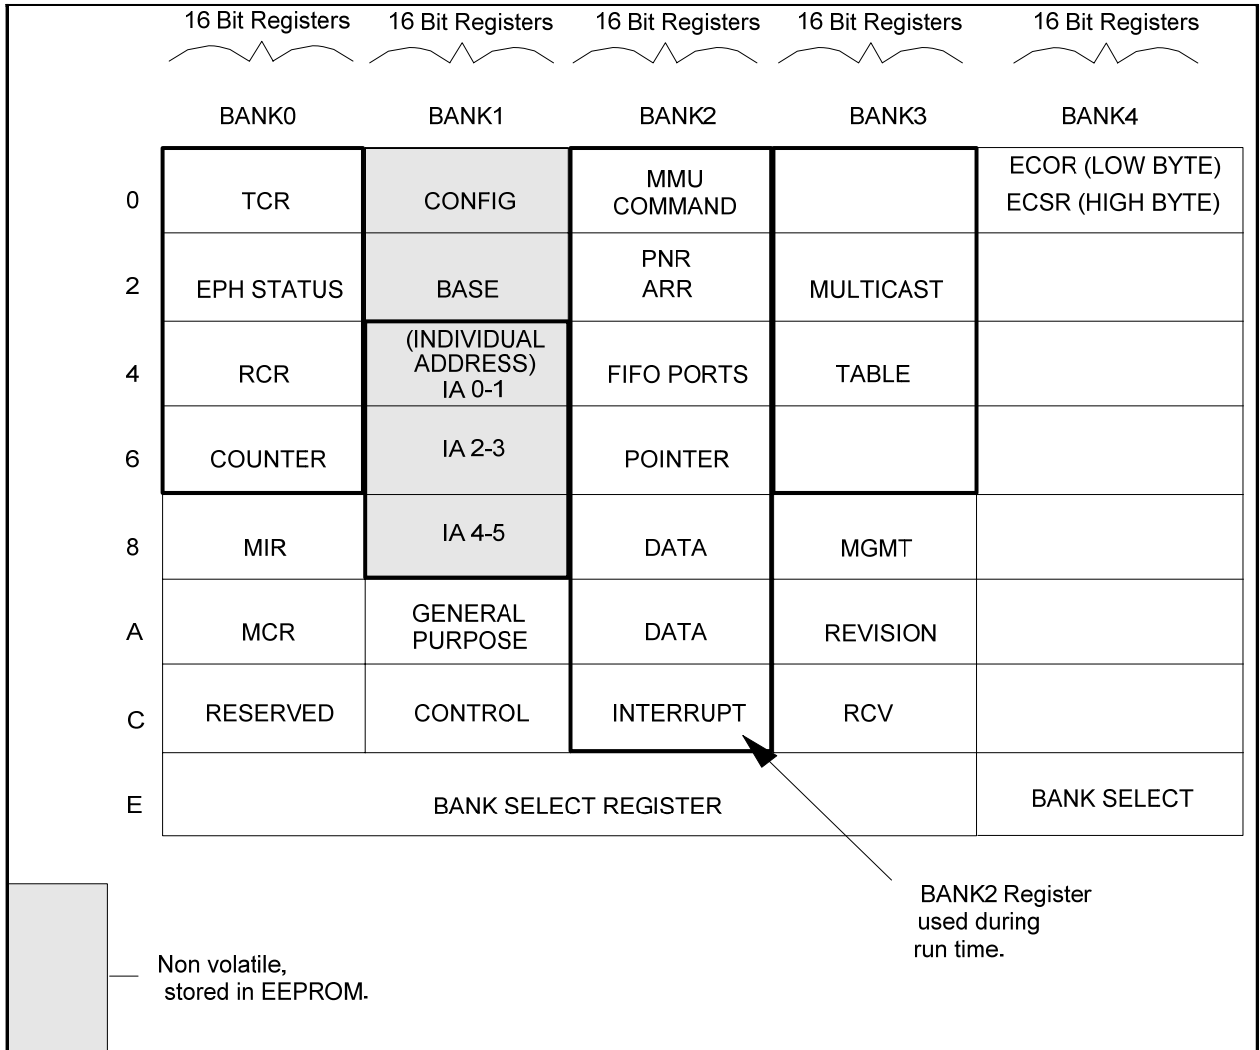 16 Bit Registers 16 Bit Registers 16 Bit Registers 16 Bit Registers 16 Bit Registers
BANK0 BANK1 BANK2 BANK3 BANK4
0 TCR CONFIG MMU COMMAND ECOR (LOW BYTE) ECSR (HIGH BYTE)
2 EPH STATUS BASE PNR ARR MULTICAST
4 RCR (INDIVIDUAL ADDRESS) IA 0-1 FIFO PORTS TABLE
6 COUNTER IA 2-3 POINTER
8 MIR IA 4-5 DATA MGMT
A MCR GENERAL PURPOSE DATA REVISION
C RESERVED CONTROL INTERRUPT RCV
E BANK SELECT REGISTER BANK SELECT
BANK2 Register
used during
run time.
Non volatile,
stored in EEPROM.